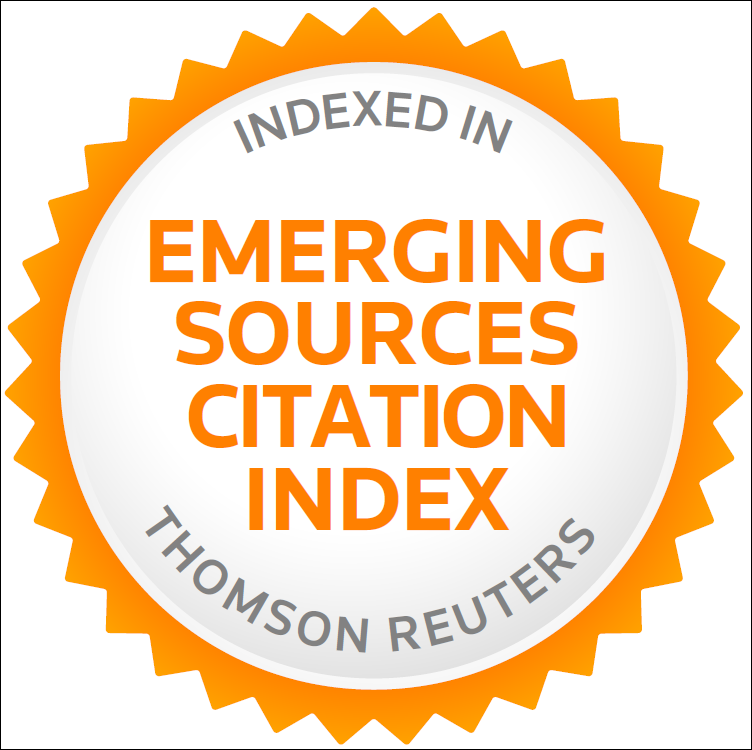 INDEXED IN
EMERGING
SOURCES
CITATION
INDEX
THOMSON REUTERS